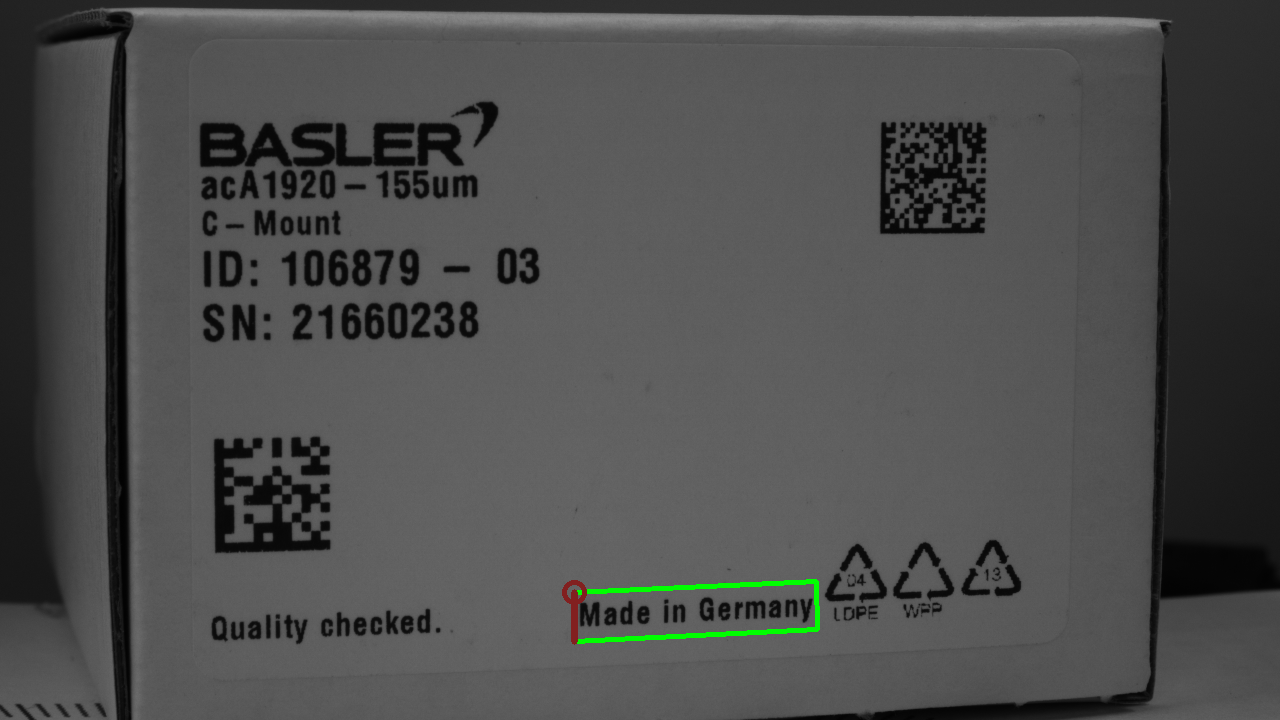 BASLER
acA1920 – 155um
C – Mount
ID: 106879 – 03
SN: 21660238
Quality checked.
Made in Germany
04
LDPE
WPP
13